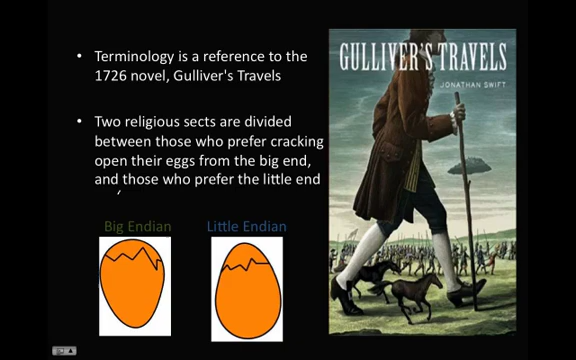 • Terminology is a reference to the
1726 novel, Gulliver's Travels
• Two religious sects are divided
between those who prefer cracking
open their eggs from the big end,
and those who prefer the little end
Big Endian
Little Endian
GULLIVER'S TRAVELS
JONATHAN SWIFT